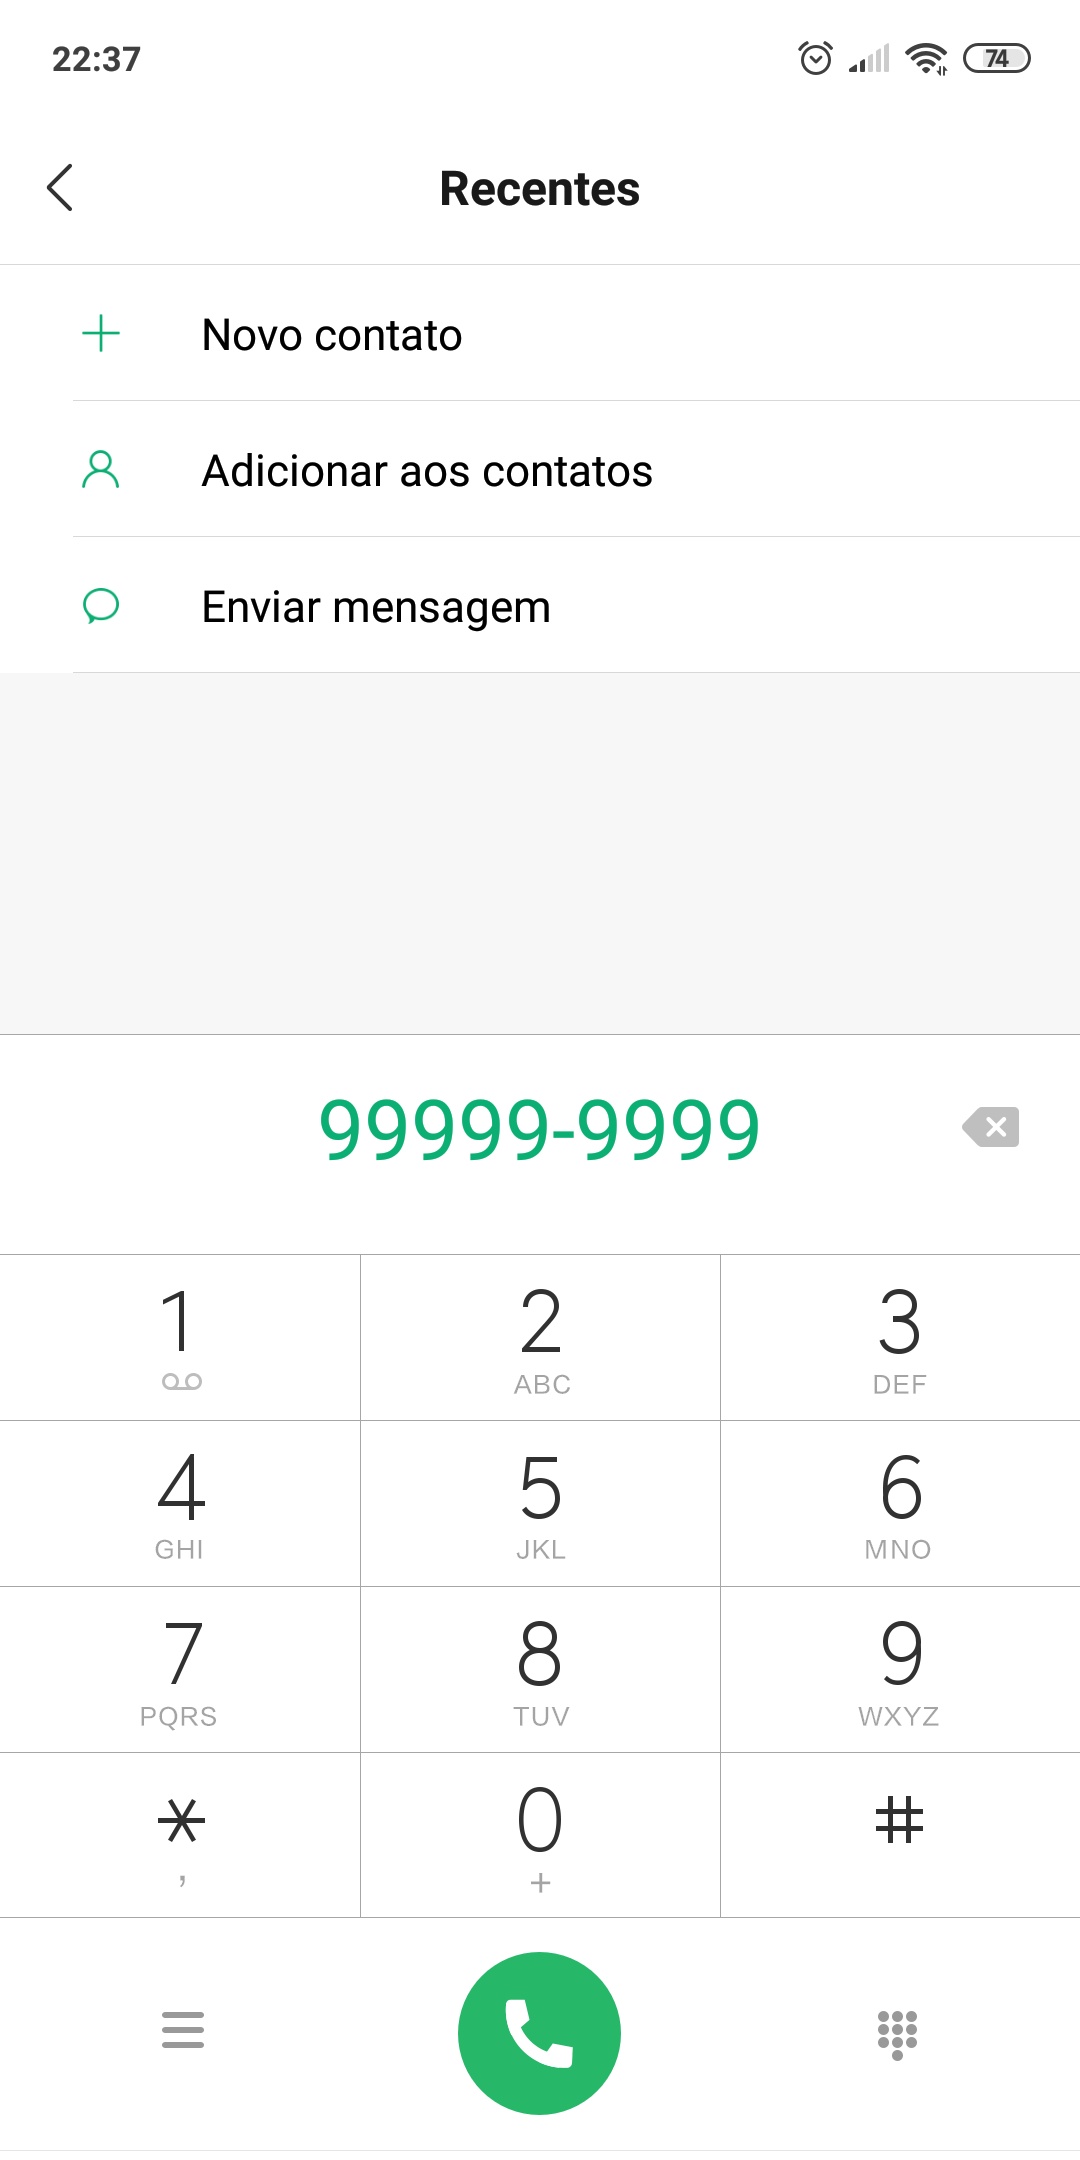 22:37
74
Recentes
Novo contato
Adicionar aos contatos
Enviar mensagem
99999-9999
1 2 3
ABC DEF
4 5 6
GHI JKL MNO
7 8 9
PQRS TUV WXYZ
* 0 #
, +